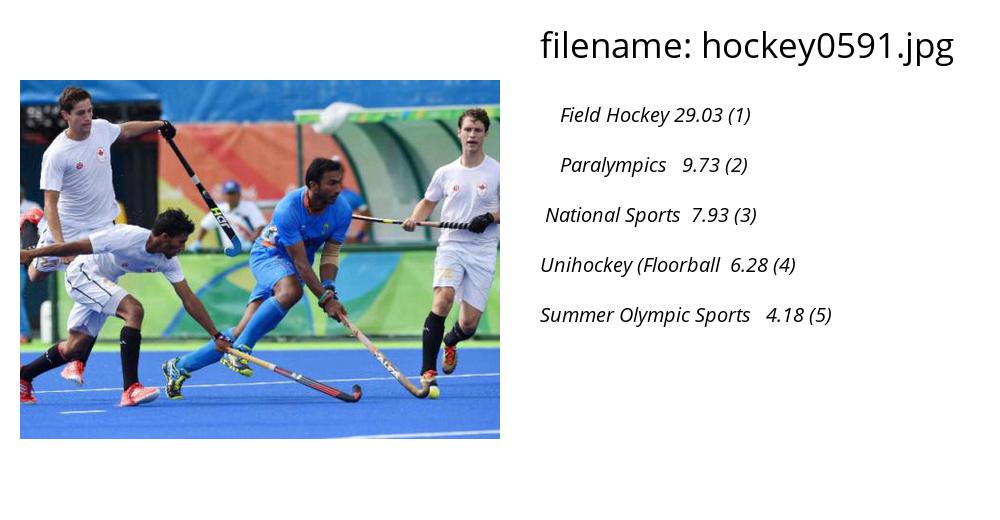 filename: hockey0591.jpg
Field Hockey 29.03 (1)
Paralympics 9.73 (2)
National Sports 7.93 (3)
Unihockey (Floorball 6.28 (4)
Summer Olympic Sports 4.18 (5)